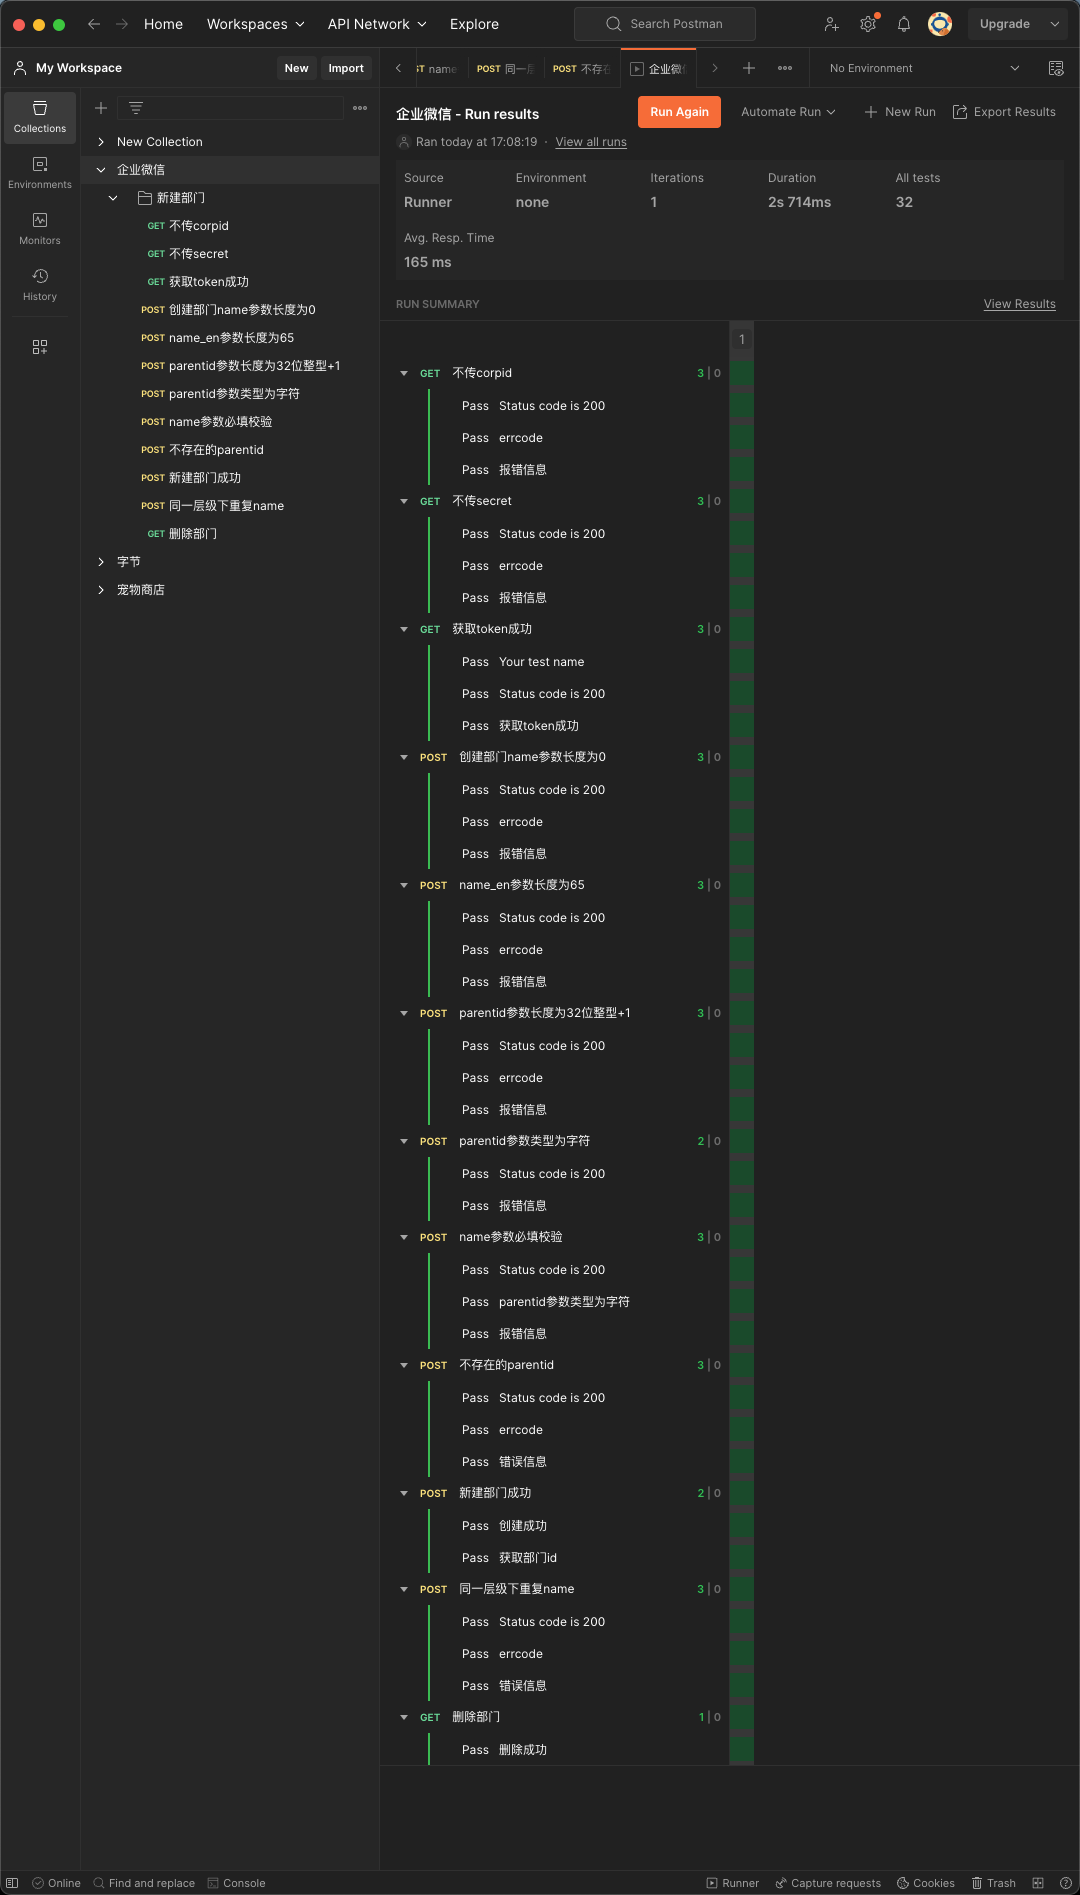 Home
Workspaces
API Network
Explore
Search Postman
Upgrade
My Workspace
New
Import
name
POST 同一
POST 不存在
企业微
No Environment
Collections
Environments
Monitors
History
New Collection
企业微信
新建部门
GET 不传corpid
GET 不传secret
GET 获取token成功
POST 创建部门name参数长度为0
POST name_en参数长度为65
POST parentid参数长度为32位整型+1
POST parentid参数类型为字符
POST name参数必填校验
POST 不存在的parentid
POST 新建部门成功
POST 同一层级下重复name
GET 删除部门
字节
宠物商店
企业微信 - Run results
Run Again
Automate Run
New Run
Export Results
Ran today at 17:08:19 · View all runs
Source
Runner
Environment
none
Iterations
1
Duration
2s 714ms
All tests
32
Avg. Resp. Time
165 ms
RUN SUMMARY
View Results
1
GET 不传corpid 3 | 0
Pass Status code is 200
Pass errcode
Pass 报错信息
GET 不传secret 3 | 0
Pass Status code is 200
Pass errcode
Pass 报错信息
GET 获取token成功 3 | 0
Pass Your test name
Pass Status code is 200
Pass 获取token成功
POST 创建部门name参数长度为0 3 | 0
Pass Status code is 200
Pass errcode
Pass 报错信息
POST name_en参数长度为65 3 | 0
Pass Status code is 200
Pass errcode
Pass 报错信息
POST parentid参数长度为32位整型+1 3 | 0
Pass Status code is 200
Pass errcode
Pass 报错信息
POST parentid参数类型为字符 2 | 0
Pass Status code is 200
Pass 报错信息
POST name参数必填校验 3 | 0
Pass Status code is 200
Pass parentid参数类型为字符
Pass 报错信息
POST 不存在的parentid 3 | 0
Pass Status code is 200
Pass errcode
Pass 错误信息
POST 新建部门成功 2 | 0
Pass 创建成功
Pass 获取部门id
POST 同一层级下重复name 3 | 0
Pass Status code is 200
Pass errcode
Pass 错误信息
GET 删除部门 1 | 0
Pass 删除成功
Online
Find and replace
Console
Runner
Capture requests
Cookies
Trash